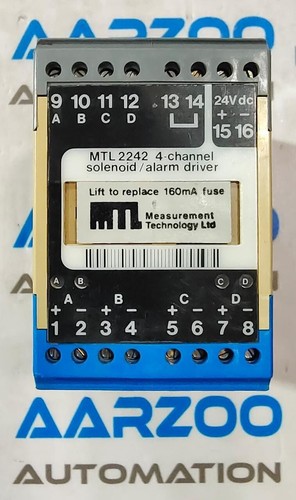 AARZOO
9 10 11 12 13 14 24Vdc
A B C D + −
15 16
MTL 2242 4-channel
solenoid/alarm driver
Lift to replace 160mA fuse
MTL Measurement
Technology Ltd
A B C D
A B C D
+ − + − + − + −
1 2 3 4 5 6 7 8
AARZOO
AUTOMATION